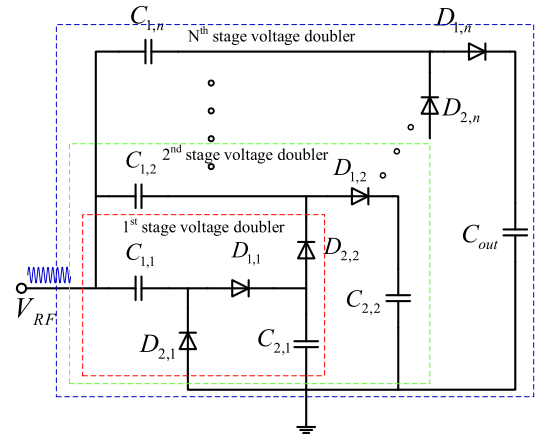 C1,n
D1,n
Nth stage voltage doubler
D2,n
2nd stage voltage doubler
C1,2
D1,2
1st stage voltage doubler
Cout
C1,1
D1,1
D2,2
VRF
C2,2
D2,1
C2,1